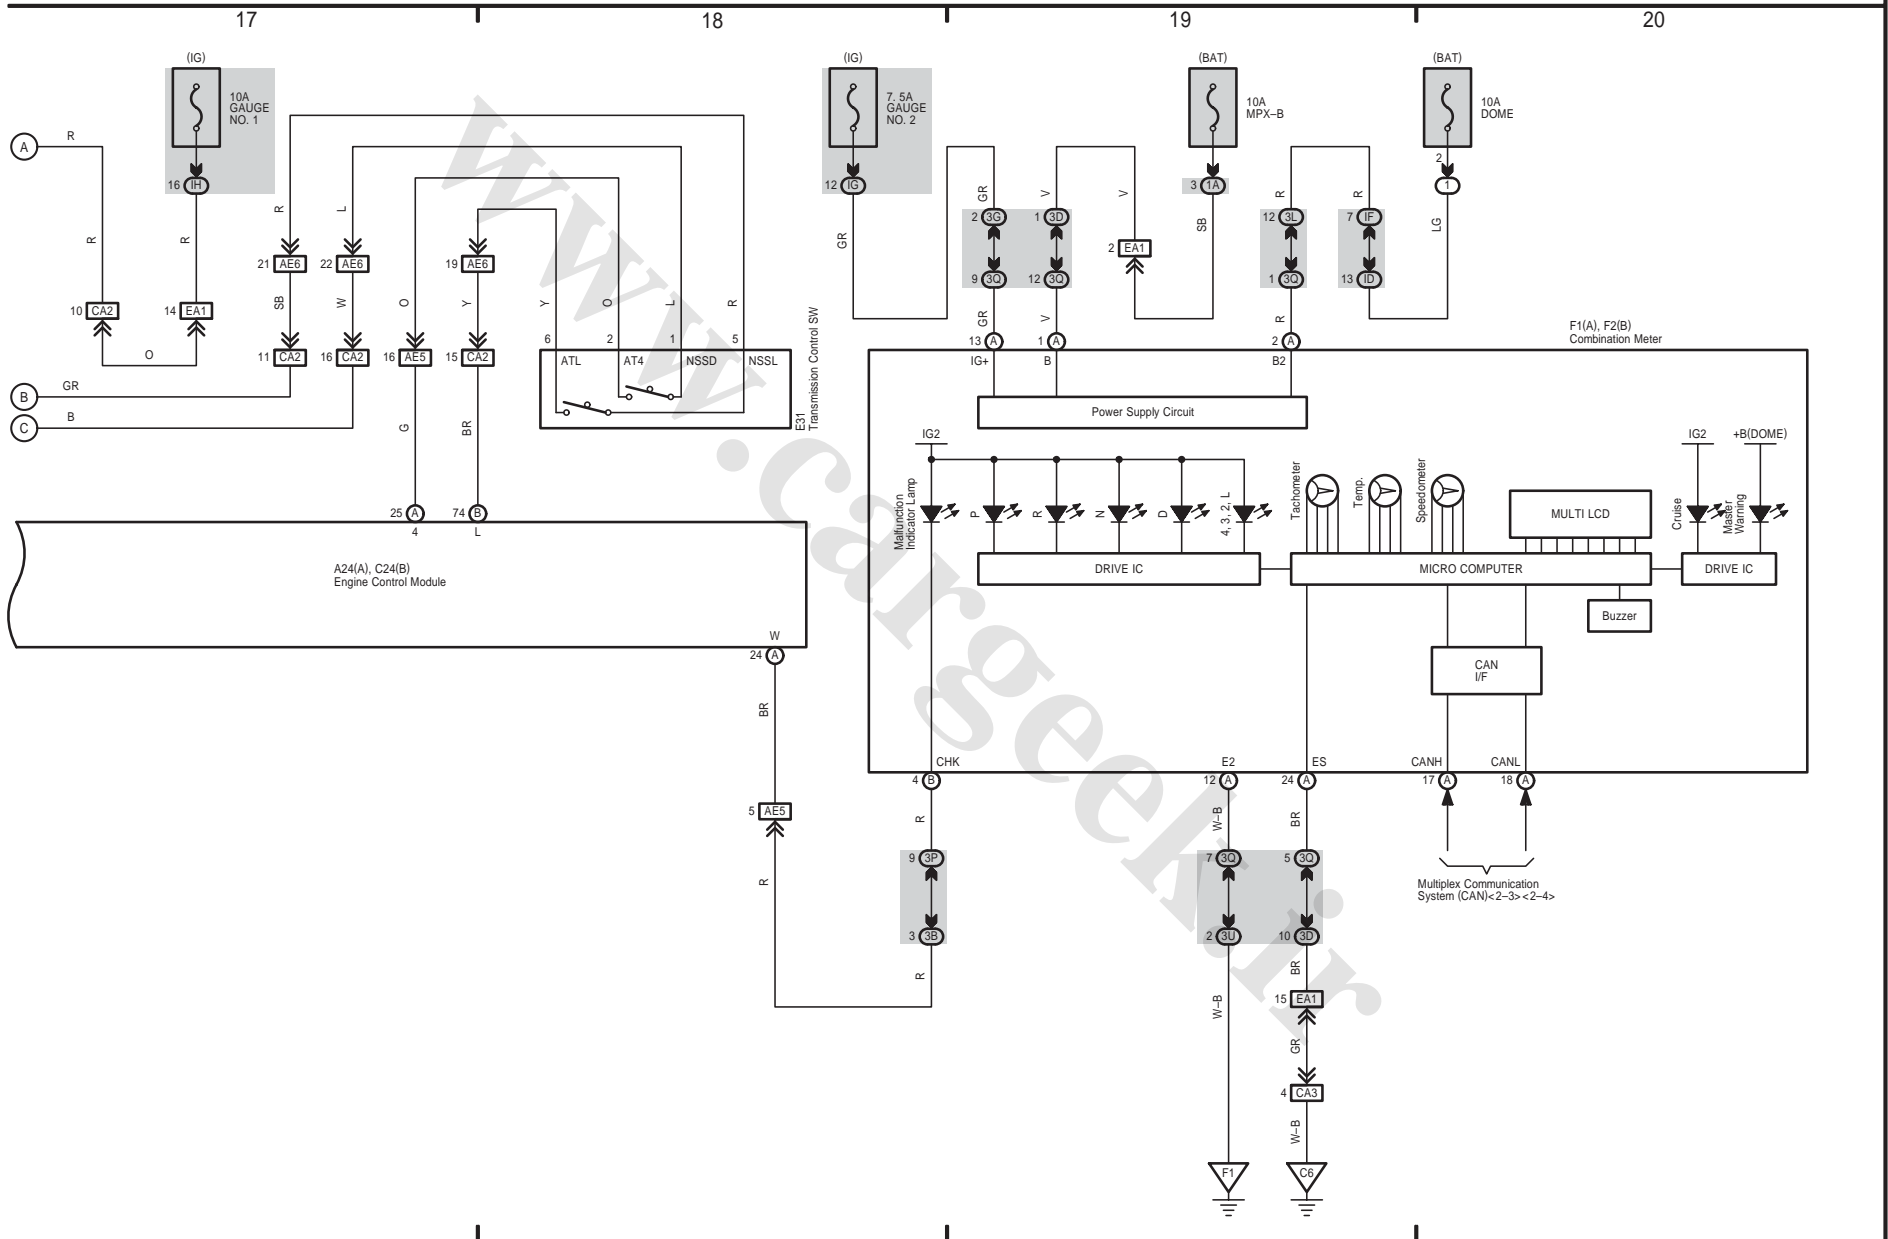 17
18
19
20
(IG)
10A
GAUGE
NO. 1
16 IH
(IG)
7. 5A
GAUGE
NO. 2
12 IG
(BAT)
10A
MPX–B
3 1A
(BAT)
10A
DOME
2
1
A
R
R
R
R
L
SB
W
O
Y
Y
O
L
R
21 AE6
22 AE6
19 AE6
10 CA2
14 EA1
O
11 CA2
16 CA2
16 AE5
15 CA2
B
GR
C
B
G
BR
6
2
1
5
ATL
AT4
NSSD
NSSL
E31
Transmission Control SW
25 A
74 B
4
L
A24(A), C24(B)
Engine Control Module
W
24 A
BR
5 AE5
R
GR
GR
V
V
SB
R
R
LG
2 3G
1 3D
2 EA1
12 3L
7 IF
9 3Q
12 3Q
1 3Q
13 ID
GR
V
R
13 A
1 A
2 A
F1(A), F2(B)
Combination Meter
IG+
B
B2
Power Supply Circuit
IG2
IG2
+B(DOME)
Malfunction
Indicator Lamp
P
R
N
D
4, 3, 2, L
Tachometer
Temp.
Speedometer
MULTI LCD
Cruise
Master
Warning
DRIVE IC
MICRO COMPUTER
DRIVE IC
Buzzer
CAN
I/F
CHK
E2
ES
CANH
CANL
4 B
12 A
24 A
17 A
18 A
R
W–B
BR
9 3P
7 3Q
5 3Q
3 3B
2 3U
10 3D
Multiplex Communication
System (CAN)<2–3><2–4>
R
W–B
BR
15 EA1
GR
4 CA3
W–B
F1
C6
www.cargeek.ir